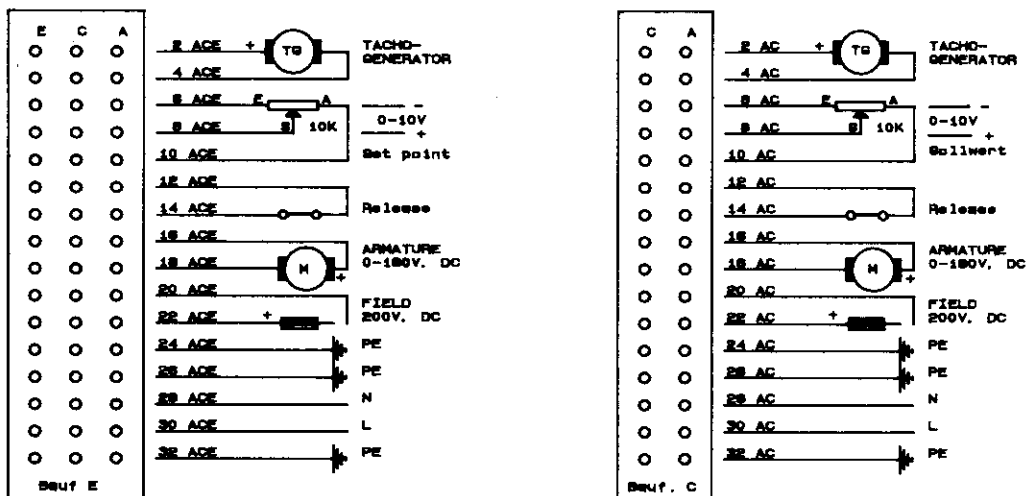 E C A
2 ACE + TG TACHO-
GENERATOR
4 ACE
6 ACE E A -
0-10V
8 ACE S 10K +
10 ACE Set point
12 ACE
14 ACE Release
16 ACE ARMATURE
18 ACE M + 0-180V. DC
20 ACE FIELD
22 ACE + 200V. DC
24 ACE PE
26 ACE PE
28 ACE N
30 ACE L
32 ACE PE
Bauf E
C A
2 AC + TG TACHO-
GENERATOR
4 AC
6 AC E A -
0-10V
8 AC S 10K +
10 AC Sollwert
12 AC
14 AC Release
16 AC ARMATURE
18 AC M + 0-180V. DC
20 AC FIELD
22 AC + 200V. DC
24 AC PE
26 AC PE
28 AC N
30 AC L
32 AC PE
Bauf. C